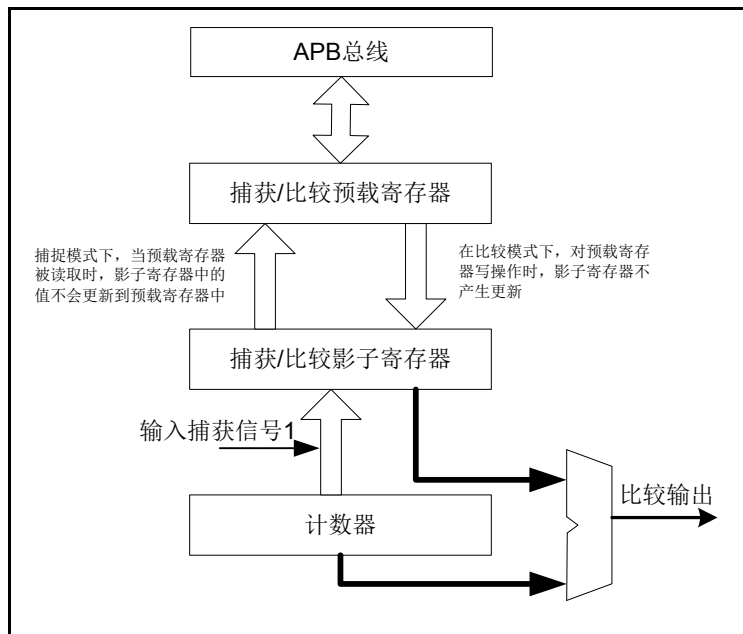 APB总线
捕获/比较预载寄存器
捕捉模式下，当预载寄存器
被读取时，影子寄存器中的
值不会更新到预载寄存器中
在比较模式下，对预载寄存
器写操作时，影子寄存器不
产生更新
捕获/比较影子寄存器
输入捕获信号1
计数器
比较输出